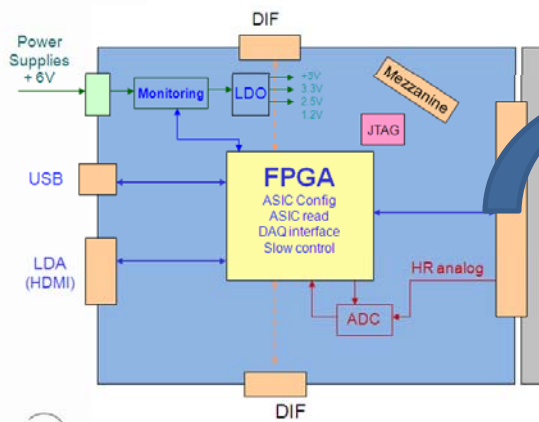 DIF
Power
Supplies
+ 6V
Monitoring
LDO
+5V
3.3V
2.5V
1.2V
Mezzanine
JTAG
USB
FPGA
ASIC Config
ASIC read
DAQ interface
Slow control
LDA
(HDMI)
HR analog
ADC
DIF